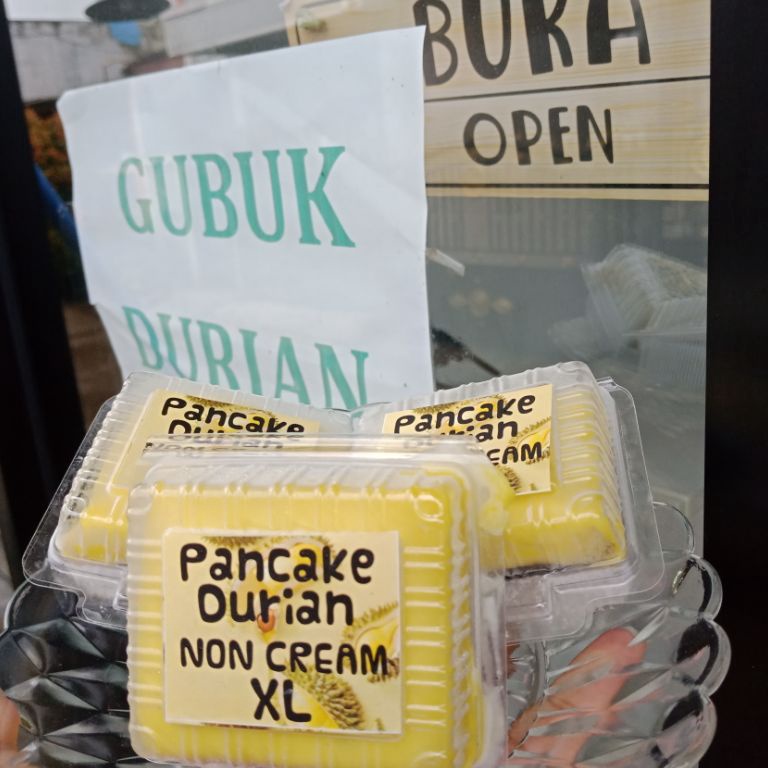 BUKA
OPEN
GUBUK
DURIAN
Pancake
Durian
Pancake
Durian
CREAM
Pancake
Durian
NON CREAM
XL